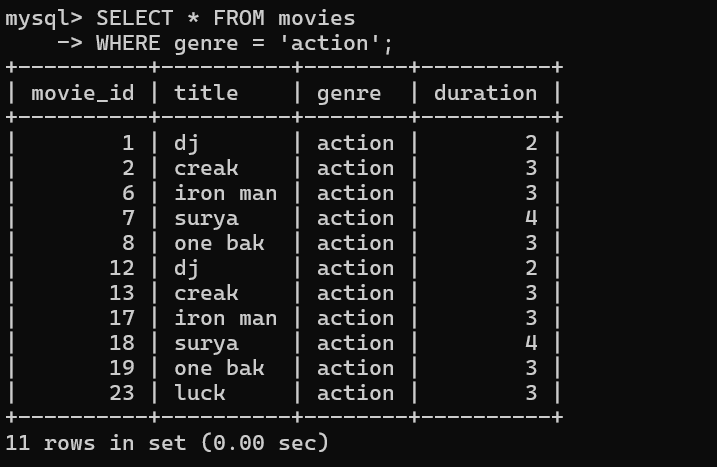 mysql> SELECT * FROM movies
    -> WHERE genre = 'action';
+----------+----------+--------+----------+
| movie_id | title    | genre  | duration |
+----------+----------+--------+----------+
|        1 | dj       | action |        2 |
|        2 | creak    | action |        3 |
|        6 | iron man | action |        3 |
|        7 | surya    | action |        4 |
|        8 | one bak  | action |        3 |
|       12 | dj       | action |        2 |
|       13 | creak    | action |        3 |
|       17 | iron man | action |        3 |
|       18 | surya    | action |        4 |
|       19 | one bak  | action |        3 |
|       23 | luck     | action |        3 |
+----------+----------+--------+----------+
11 rows in set (0.00 sec)